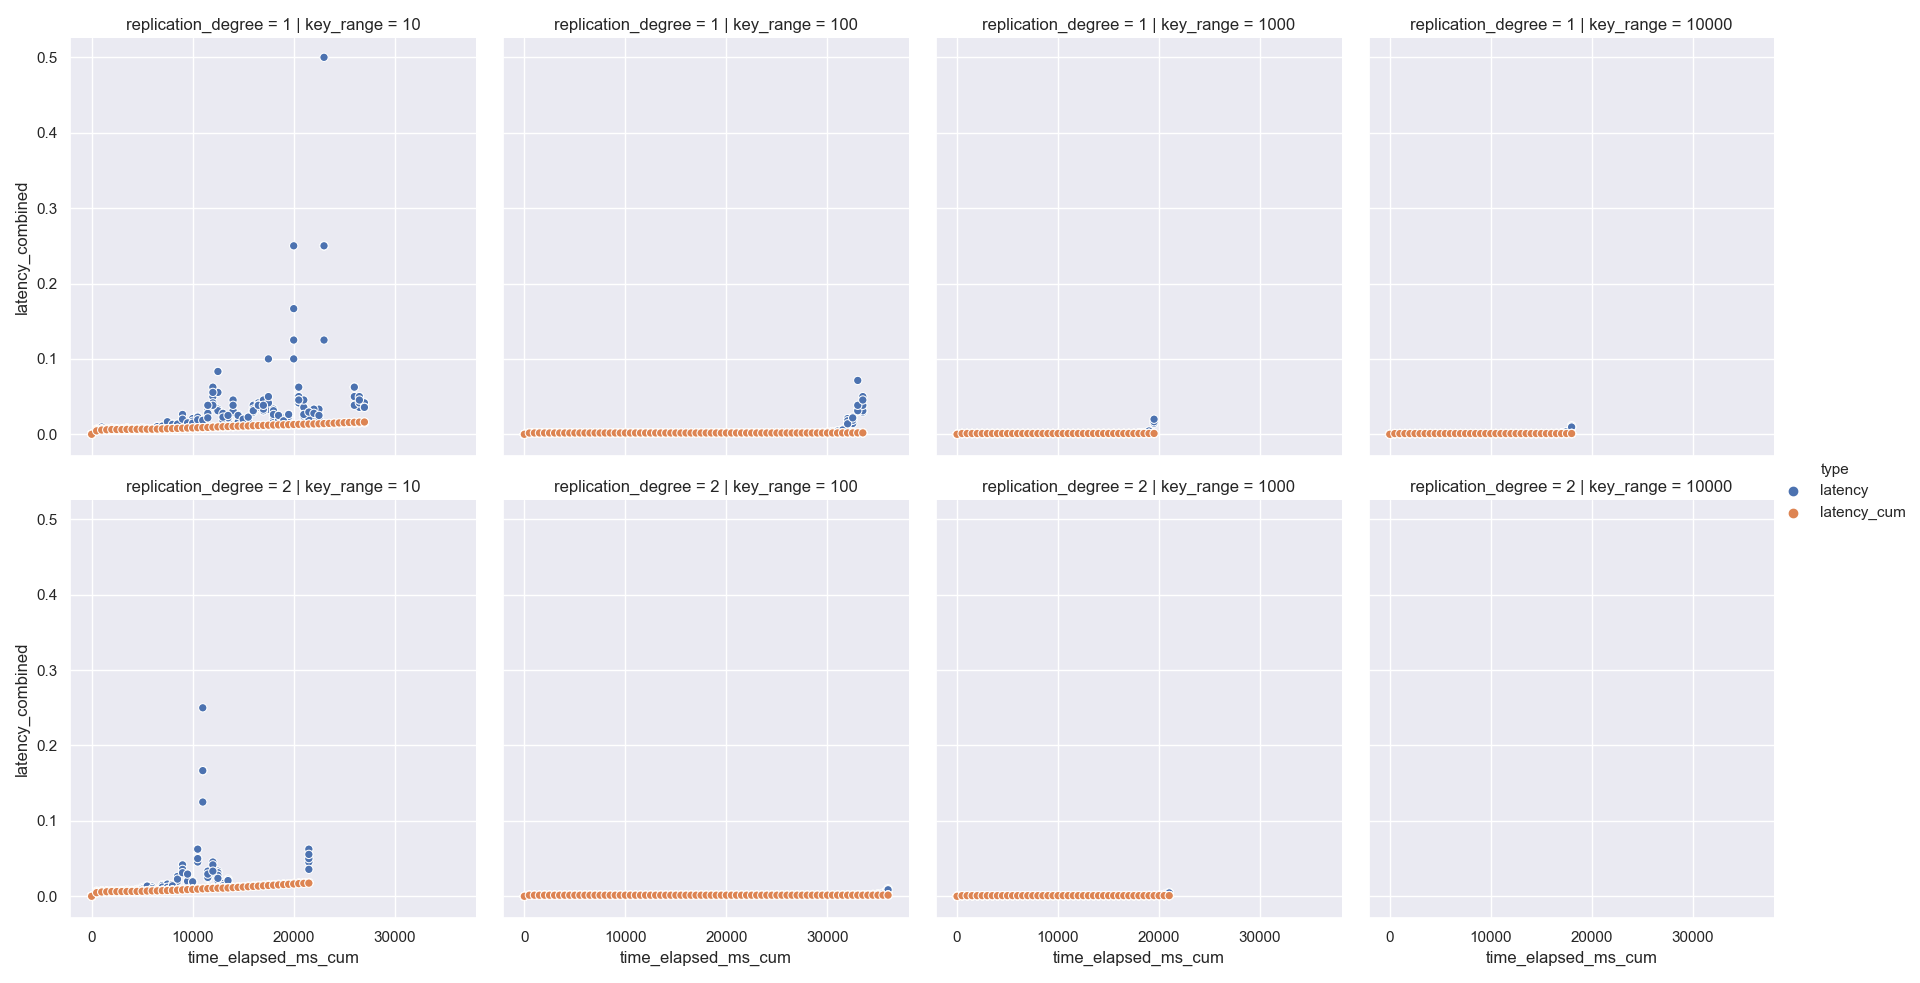 replication_degree = 1 | key_range = 10
replication_degree = 1 | key_range = 100
replication_degree = 1 | key_range = 1000
replication_degree = 1 | key_range = 10000
0.5
0.4
0.3
0.2
0.1
0.0
latency_combined
replication_degree = 2 | key_range = 10
replication_degree = 2 | key_range = 100
replication_degree = 2 | key_range = 1000
replication_degree = 2 | key_range = 10000
type
latency
latency_cum
0.5
0.4
0.3
0.2
0.1
0.0
latency_combined
0 10000 20000 30000
time_elapsed_ms_cum
0 10000 20000 30000
time_elapsed_ms_cum
0 10000 20000 30000
time_elapsed_ms_cum
0 10000 20000 30000
time_elapsed_ms_cum